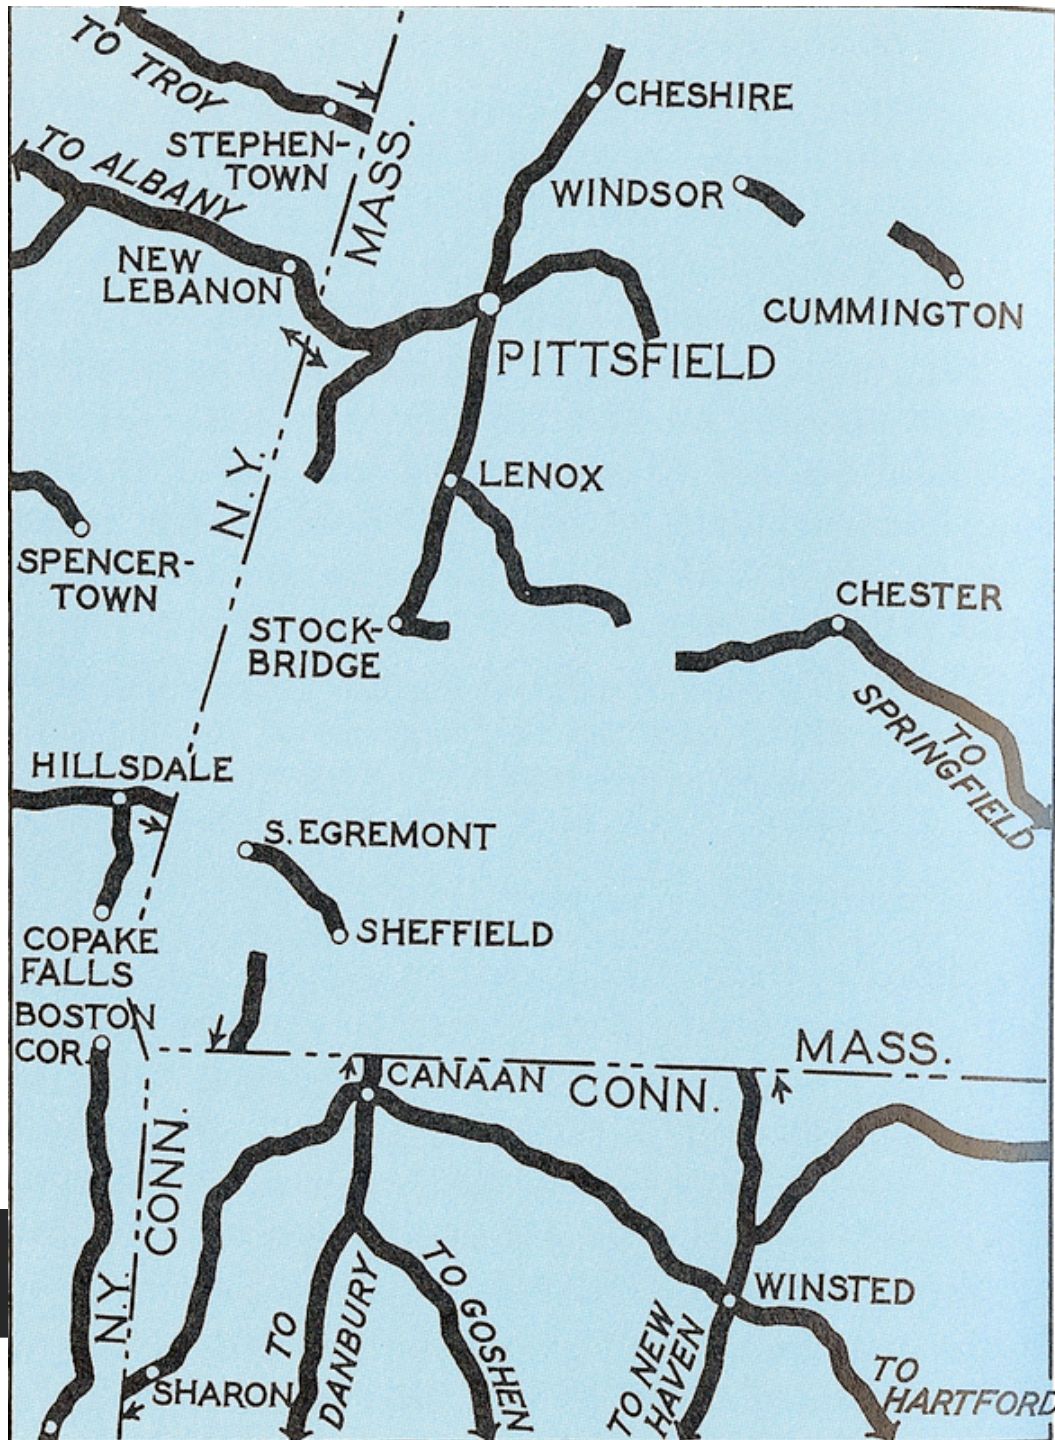 TO TROY
CHESHIRE
STEPHEN-
TOWN
MASS.
TO ALBANY
WINDSOR
NEW
LEBANON
CUMMINGTON
PITTSFIELD
N.Y.
LENOX
SPENCER-
TOWN
CHESTER
STOCK-
BRIDGE
TO
SPRINGFIELD
HILLSDALE
S. EGREMONT
SHEFFIELD
COPAKE
FALLS
BOSTON
COR.
MASS.
CANAAN
CONN.
CONN.
N.Y.
TO
DANBURY
TO GOSHEN
WINSTED
TO NEW
HAVEN
TO
HARTFORD
SHARON